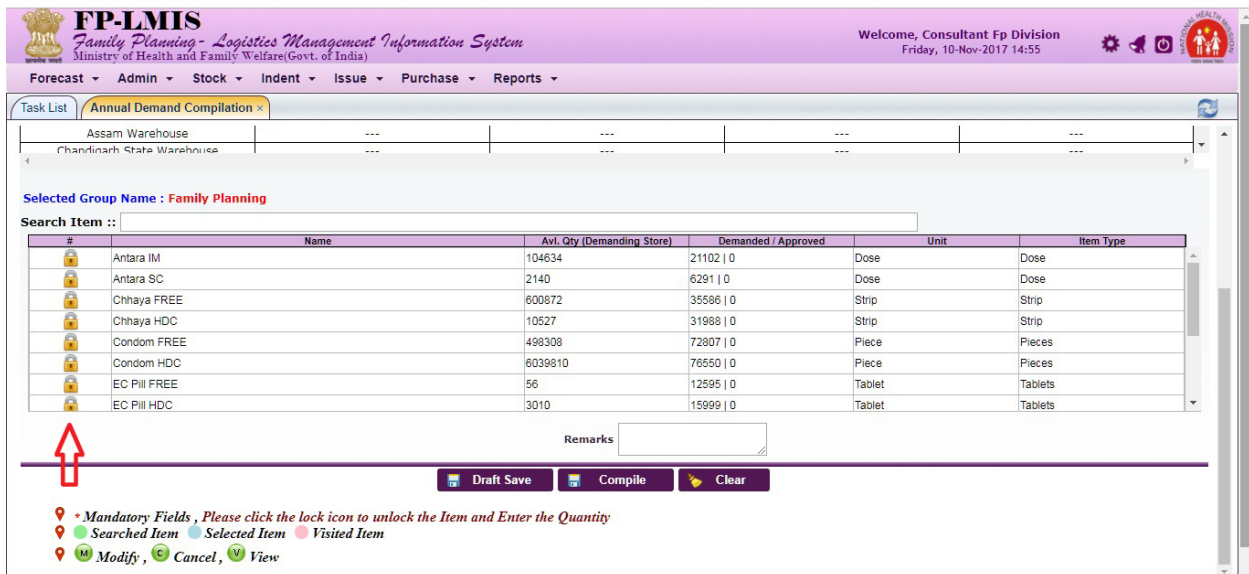 FP-LMIS
Family Planning- Logistics Management Information System
Ministry of Health and Family Welfare(Govt. of India)
Welcome, Consultant Fp Division
Friday, 10-Nov-2017 14:55
NATIONAL HEALTH MISSION
Forecast Admin Stock Indent Issue Purchase Reports
Task List Annual Demand Compilation ×
Assam Warehouse --- --- --- ---
Chandigarh State Warehouse --- --- --- ---
Selected Group Name : Family Planning
Search Item ::
# Name Avl. Qty (Demanding Store) Demanded / Approved Unit Item Type
Antara IM 104634 21102 | 0 Dose Dose
Antara SC 2140 6291 | 0 Dose Dose
Chhaya FREE 600872 35586 | 0 Strip Strip
Chhaya HDC 10527 31988 | 0 Strip Strip
Condom FREE 498308 72807 | 0 Piece Pieces
Condom HDC 6039810 76550 | 0 Piece Pieces
EC Pill FREE 56 12595 | 0 Tablet Tablets
EC Pill HDC 3010 15999 | 0 Tablet Tablets
Remarks
Draft Save Compile Clear
* Mandatory Fields , Please click the lock icon to unlock the Item and Enter the Quantity
Searched Item Selected Item Visited Item
M Modify , C Cancel , V View